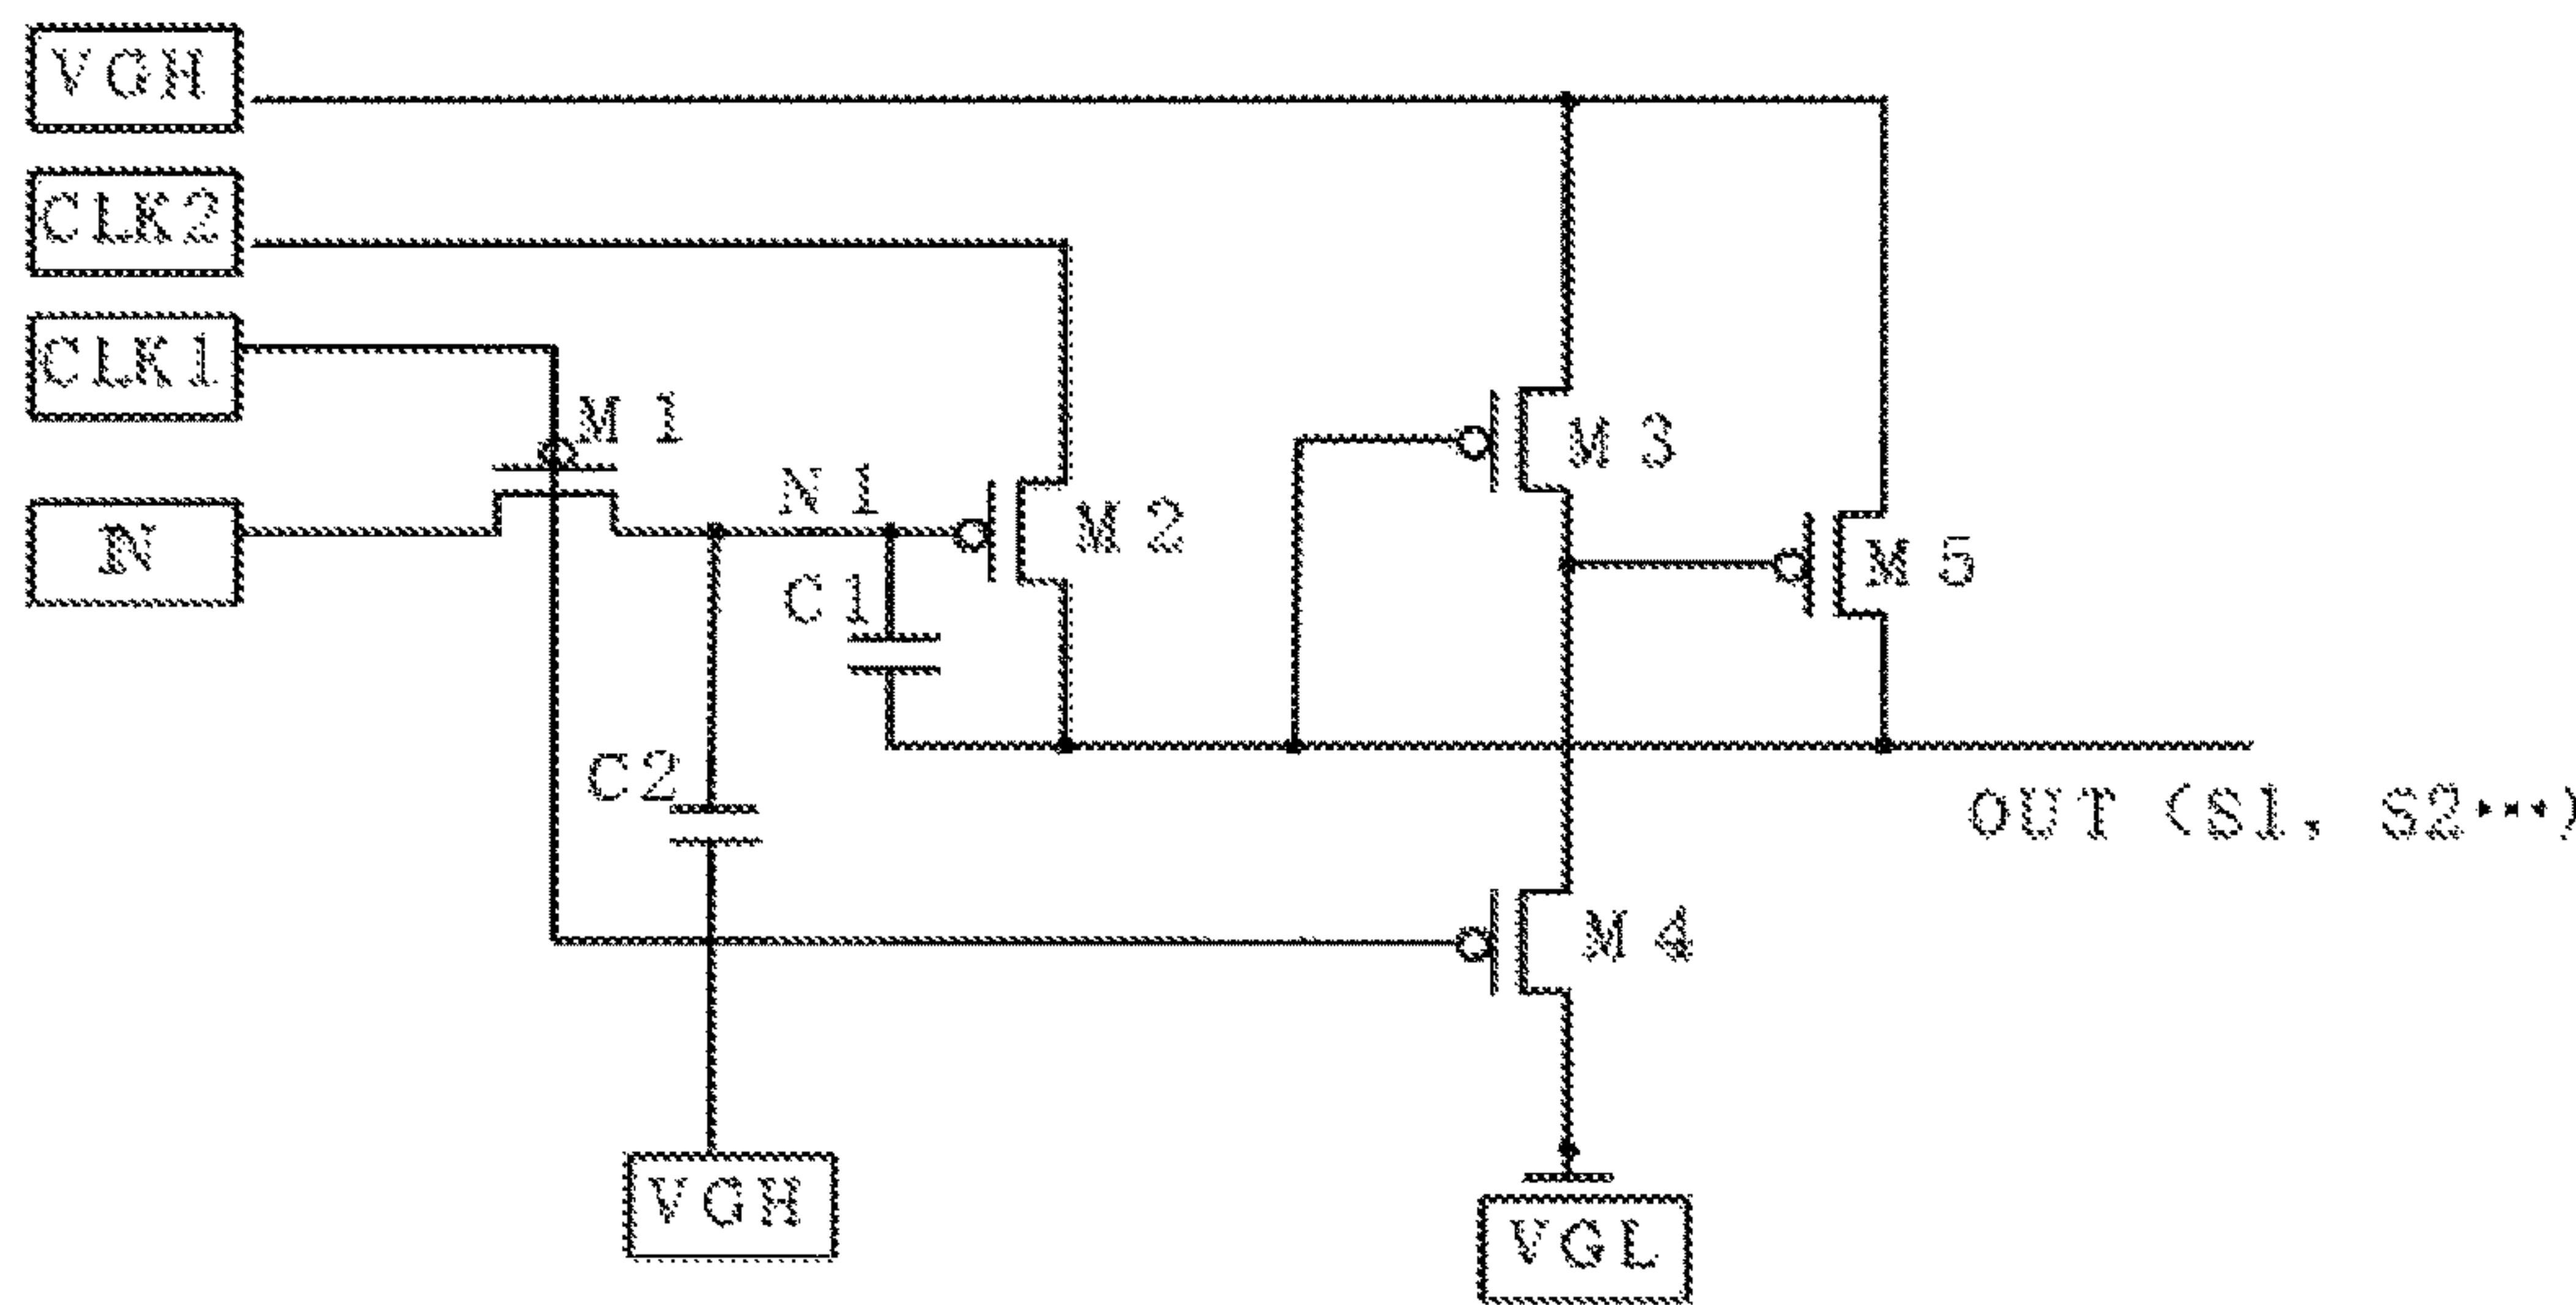 VGH
CLK2
CLK1
M1
IN
N1
M2
M3
M5
C1
C2
OUT (S1, S2···)
M4
VGH
VGL